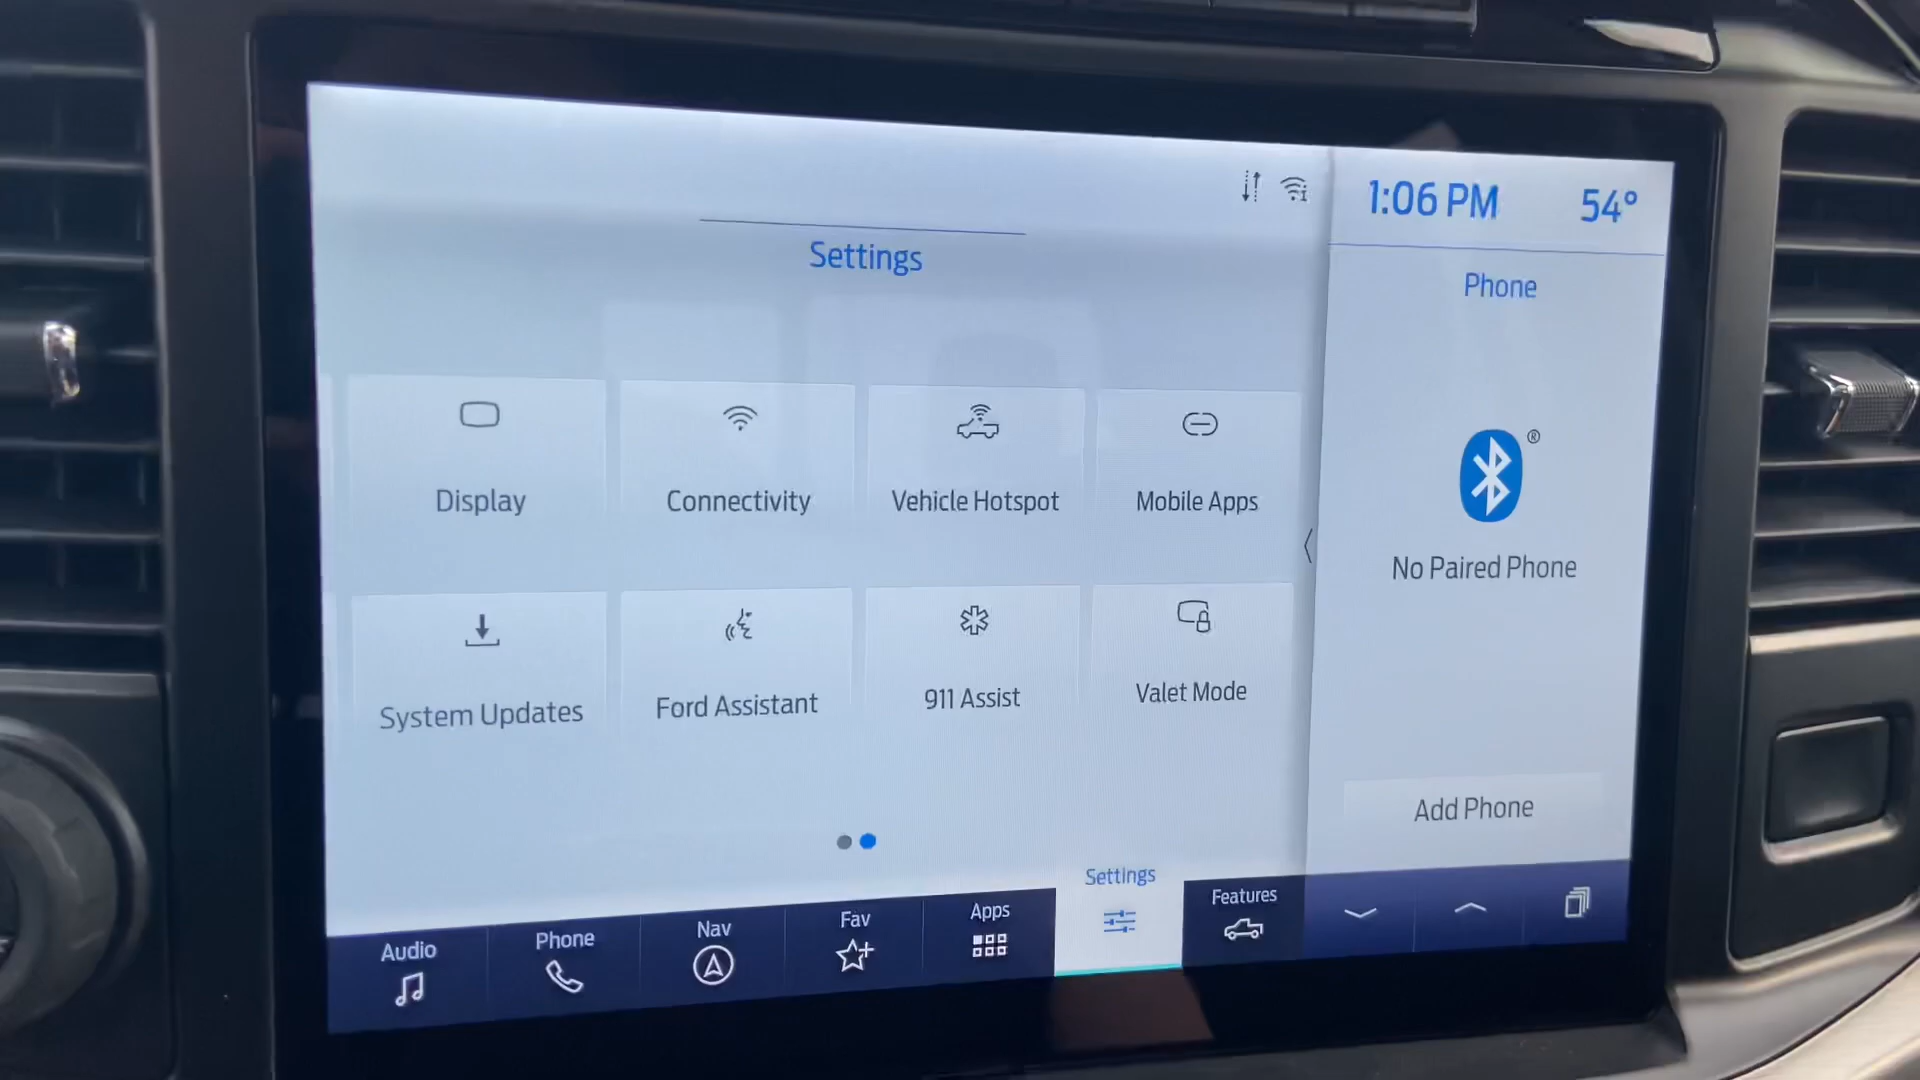 1:06 PM 54°
Settings
Phone
Display
Connectivity
Vehicle Hotspot
Mobile Apps
®
No Paired Phone
System Updates
Ford Assistant
911 Assist
Valet Mode
Add Phone
Audio
Phone
Nav
Fav
Apps
Settings
Features